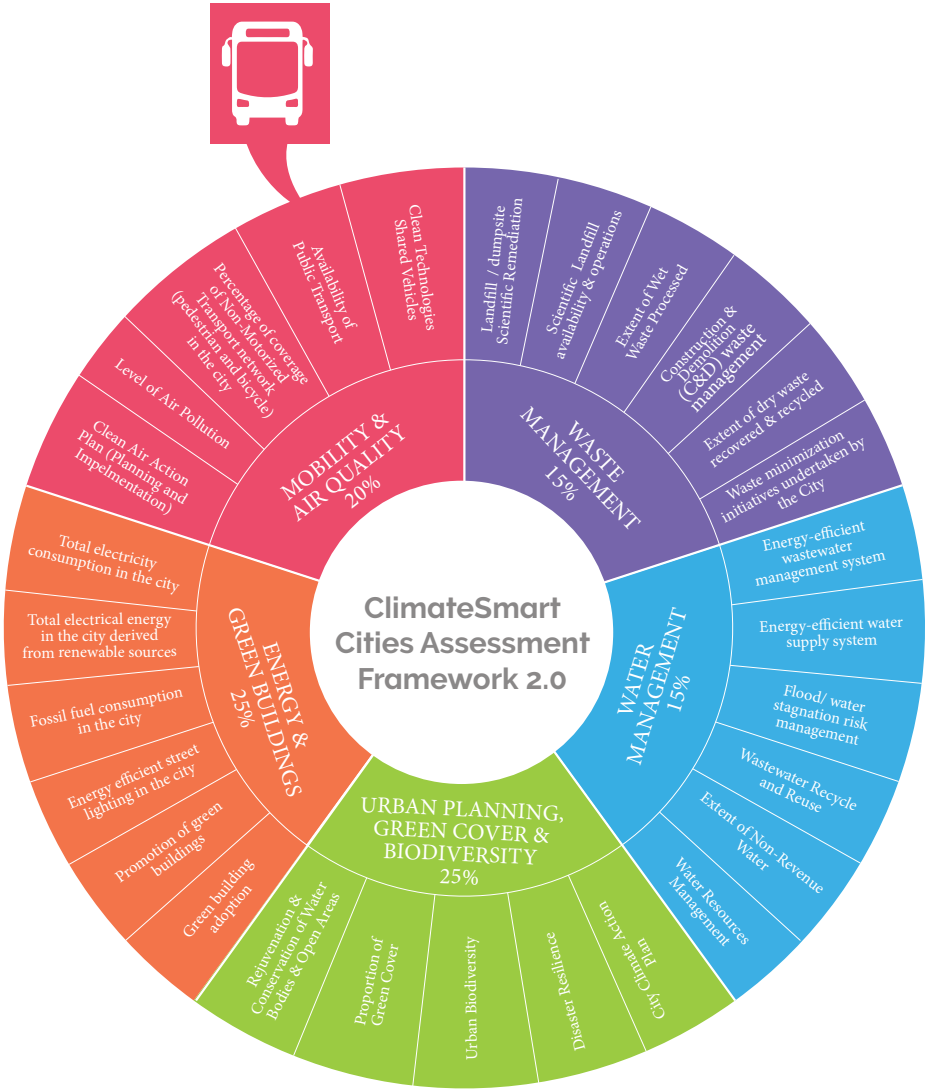 ClimateSmart
Cities Assessment
Framework 2.0
MOBILITY &
AIR QUALITY
20%
Clean Air Action
Plan (Planning and
Impelmentation)
Level of Air Pollution
Percentage of coverage
of Non-Motorized
Transport network
(pedestrian and bicycle)
in the city
Availability of
Public Transport
Clean Technologies
Shared Vehicles
WASTE
MANAGEMENT
15%
Landfill / dumpsite
Scientific Remediation
Scientific Landfill
availability & operations
Extent of Wet
Waste Processed
Construction &
Demolition
(C&D) waste
management
Extent of dry waste
recovered & recycled
Waste minimization
initiatives undertaken by
the City
WATER
MANAGEMENT
15%
Energy-efficient
wastewater
management system
Energy-efficient water
supply system
Flood/ water
stagnation risk
management
Wastewater Recycle
and Reuse
Extent of Non-Revenue
Water
Water Resources
Management
URBAN PLANNING,
GREEN COVER &
BIODIVERSITY
25%
City Climate Action
Plan
Disaster Resilience
Urban Biodiversity
Proportion of
Green Cover
Rejuvenation &
Conservation of Water
Bodies & Open Areas
ENERGY &
GREEN BUILDINGS
25%
Green building
adoption
Promotion of green
buildings
Energy efficient street
lighting in the city
Fossil fuel consumption
in the city
Total electrical energy
in the city derived
from renewable sources
Total electricity
consumption in the city